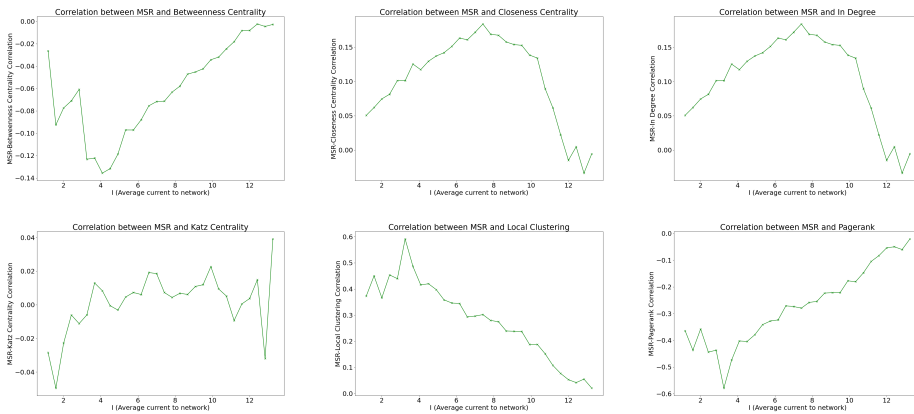 Correlation between MSR and Betweenness Centrality
MSR-Betweenness Centrality Correlation
0.00
−0.02
−0.04
−0.06
−0.08
−0.10
−0.12
−0.14
2 4 6 8 10 12
I (Average current to network)
Correlation between MSR and Closeness Centrality
MSR-Closeness Centrality Correlation
0.15
0.10
0.05
0.00
2 4 6 8 10 12
I (Average current to network)
Correlation between MSR and In Degree
MSR-In Degree Correlation
0.15
0.10
0.05
0.00
2 4 6 8 10 12
I (Average current to network)
Correlation between MSR and Katz Centrality
MSR-Katz Centrality Correlation
0.04
0.02
0.00
−0.02
−0.04
2 4 6 8 10 12
I (Average current to network)
Correlation between MSR and Local Clustering
MSR-Local Clustering Correlation
0.6
0.5
0.4
0.3
0.2
0.1
0.0
2 4 6 8 10 12
I (Average current to network)
Correlation between MSR and Pagerank
MSR-Pagerank Correlation
0.0
−0.1
−0.2
−0.3
−0.4
−0.5
−0.6
2 4 6 8 10 12
I (Average current to network)